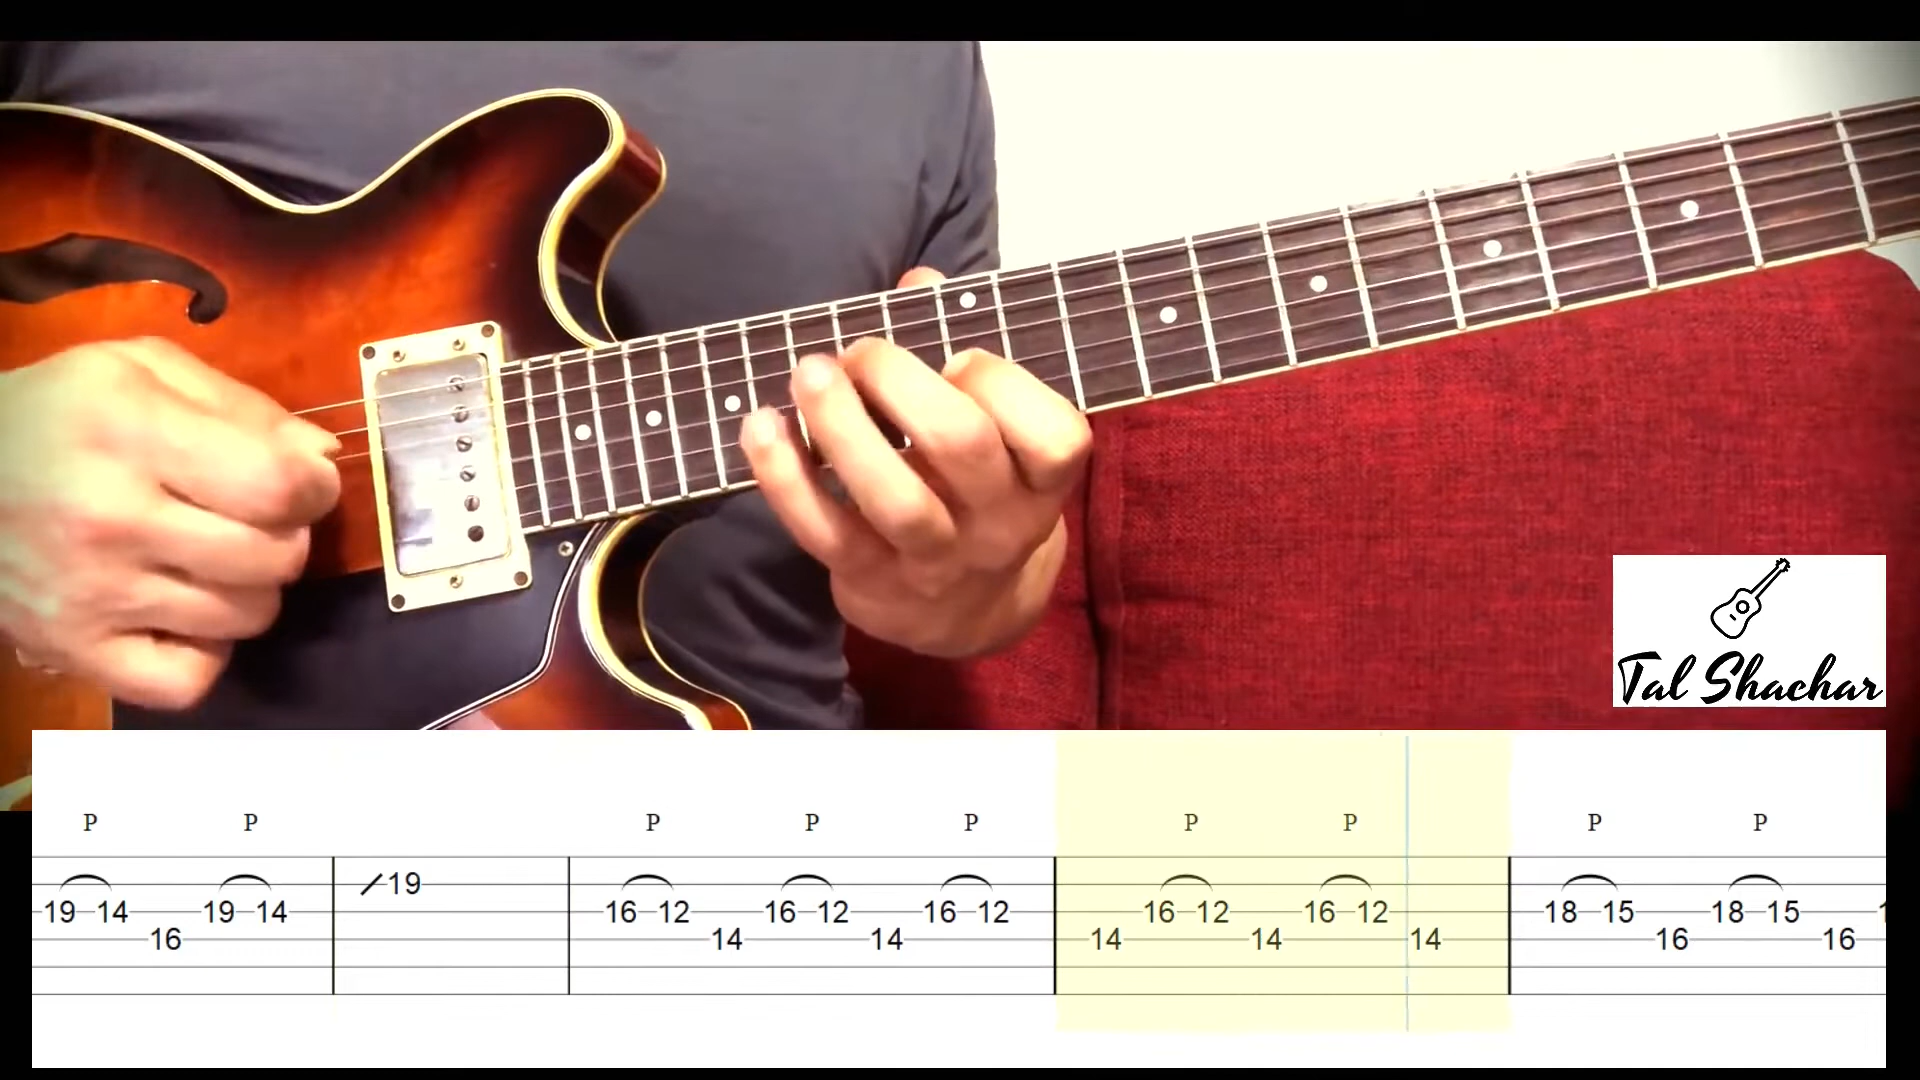 Tal Shachar
P P P P P P P P P
19
19 14 19 14 16 12 16 12 16 12 16 12 16 12 18 15 18 15
16 14 14 14 14 14 16 16